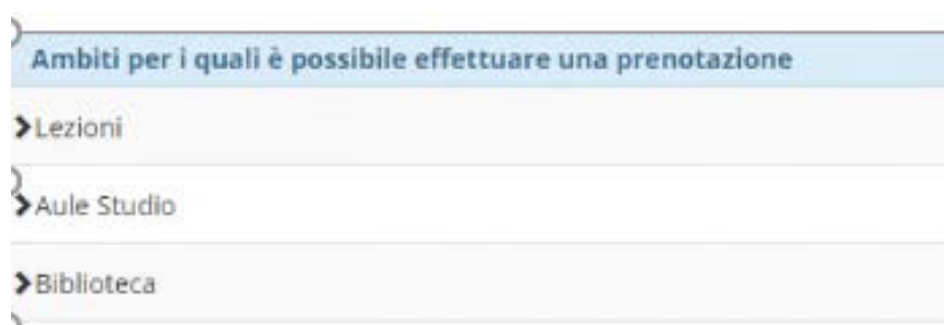 Ambiti per i quali è possibile effettuare una prenotazione
Lezioni
Aule Studio
Biblioteca